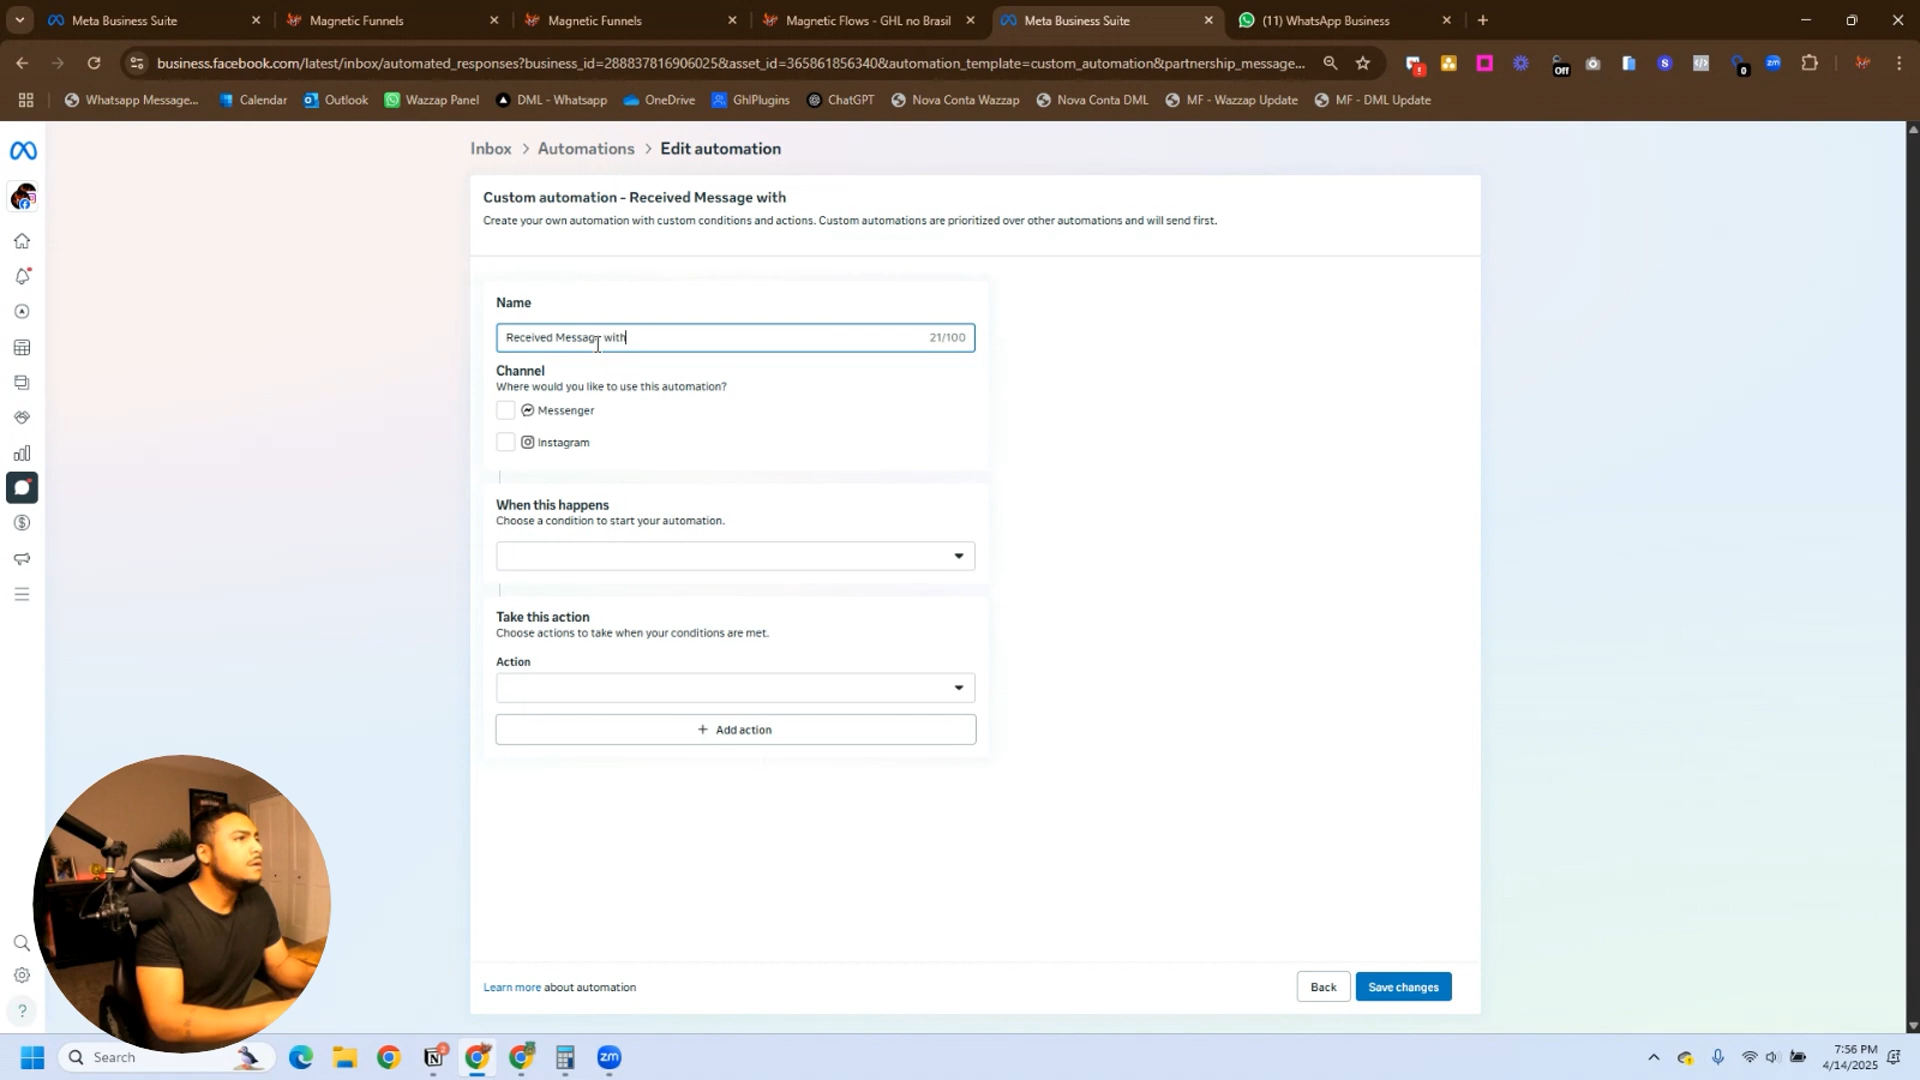 Meta Business Suite
Magnetic Funnels
Magnetic Funnels
Magnetic Flows - GHL no Brasil
Meta Business Suite
(11) WhatsApp Business
business.facebook.com/latest/inbox/automated_responses?business_id=288837816906025&asset_id=365861856340&automation_template=custom_automation&partnership_message...
Off
0
zm
Whatsapp Message...
Calendar
Outlook
Wazzap Panel
DML - Whatsapp
OneDrive
GhlPlugins
ChatGPT
Nova Conta Wazzap
Nova Conta DML
MF - Wazzap Update
MF - DML Update
Inbox > Automations > Edit automation
Custom automation - Received Message with
Create your own automation with custom conditions and actions. Custom automations are prioritized over other automations and will send first.
Name
Received Message with
21/100
Channel
Where would you like to use this automation?
Messenger
Instagram
When this happens
Choose a condition to start your automation.
Take this action
Choose actions to take when your conditions are met.
Action
+ Add action
Learn more about automation
Back
Save changes
Search
2
zm
7:56 PM
4/14/2025